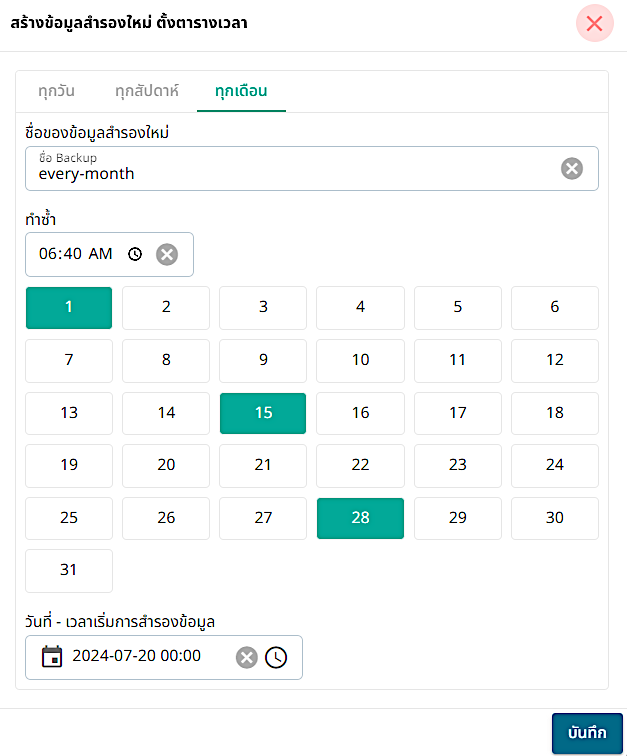 สร้างข้อมูลสำรองใหม่ ตั้งตารางเวลา
ทุกวัน ทุกสัปดาห์ ทุกเดือน
ชื่อของข้อมูลสำรองใหม่
ชื่อ Backup
every-month
ทำซ้ำ
06:40 AM
1 2 3 4 5 6
7 8 9 10 11 12
13 14 15 16 17 18
19 20 21 22 23 24
25 26 27 28 29 30
31
วันที่ - เวลาเริ่มการสำรองข้อมูล
2024-07-20 00:00
บันทึก